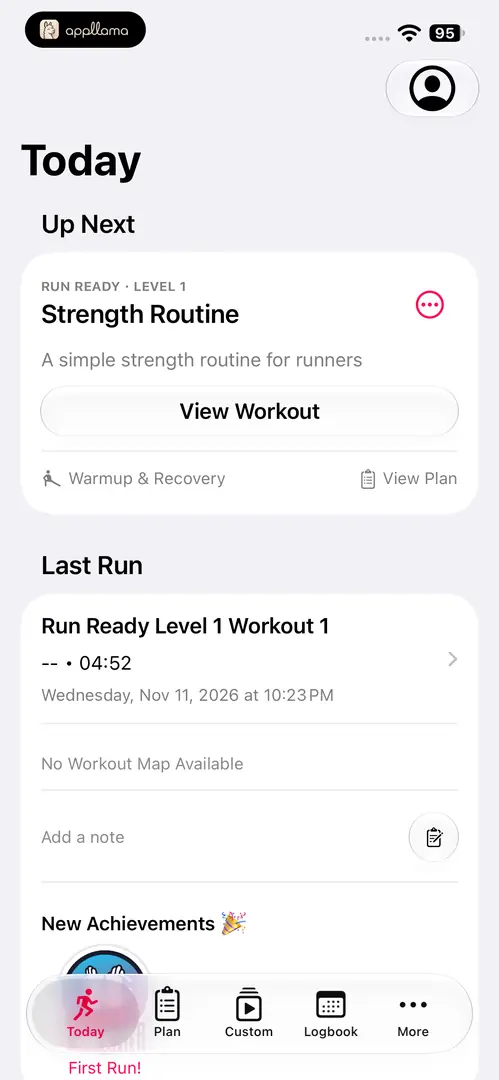 appllama
95
Today
Up Next
RUN READY · LEVEL 1
Strength Routine
A simple strength routine for runners
View Workout
Warmup & Recovery
View Plan
Last Run
Run Ready Level 1 Workout 1
-- • 04:52
Wednesday, Nov 11, 2026 at 10:23 PM
No Workout Map Available
Add a note
New Achievements 🎉
Today
Plan
Custom
Logbook
More
First Run!